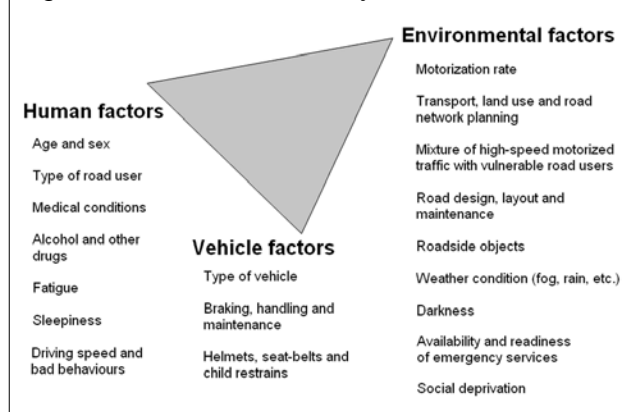 Human factors
Age and sex
Type of road user
Medical conditions
Alcohol and other
drugs
Fatigue
Sleepiness
Driving speed and
bad behaviours
Vehicle factors
Type of vehicle
Braking, handling and
maintenance
Helmets, seat-belts and
child restrains
Environmental factors
Motorization rate
Transport, land use and road
network planning
Mixture of high-speed motorized
traffic with vulnerable road users
Road design, layout and
maintenance
Roadside objects
Weather condition (fog, rain, etc.)
Darkness
Availability and readiness
of emergency services
Social deprivation